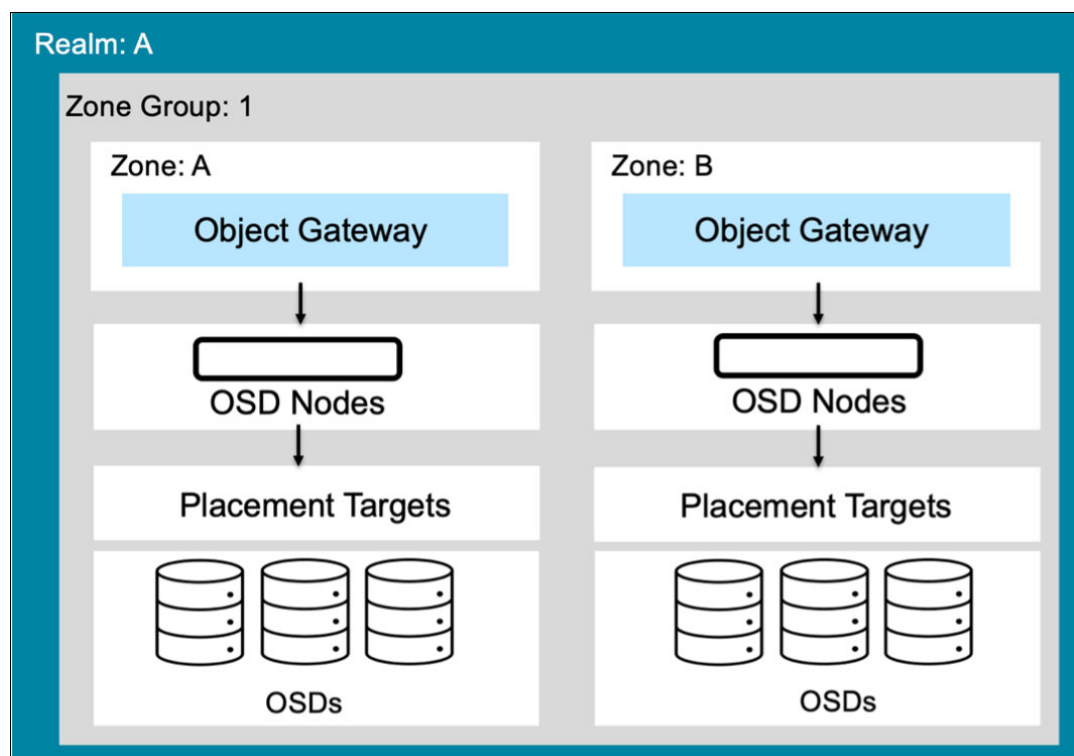 Realm: A
Zone Group: 1
Zone: A
Object Gateway
OSD Nodes
Placement Targets
OSDs
Zone: B
Object Gateway
OSD Nodes
Placement Targets
OSDs